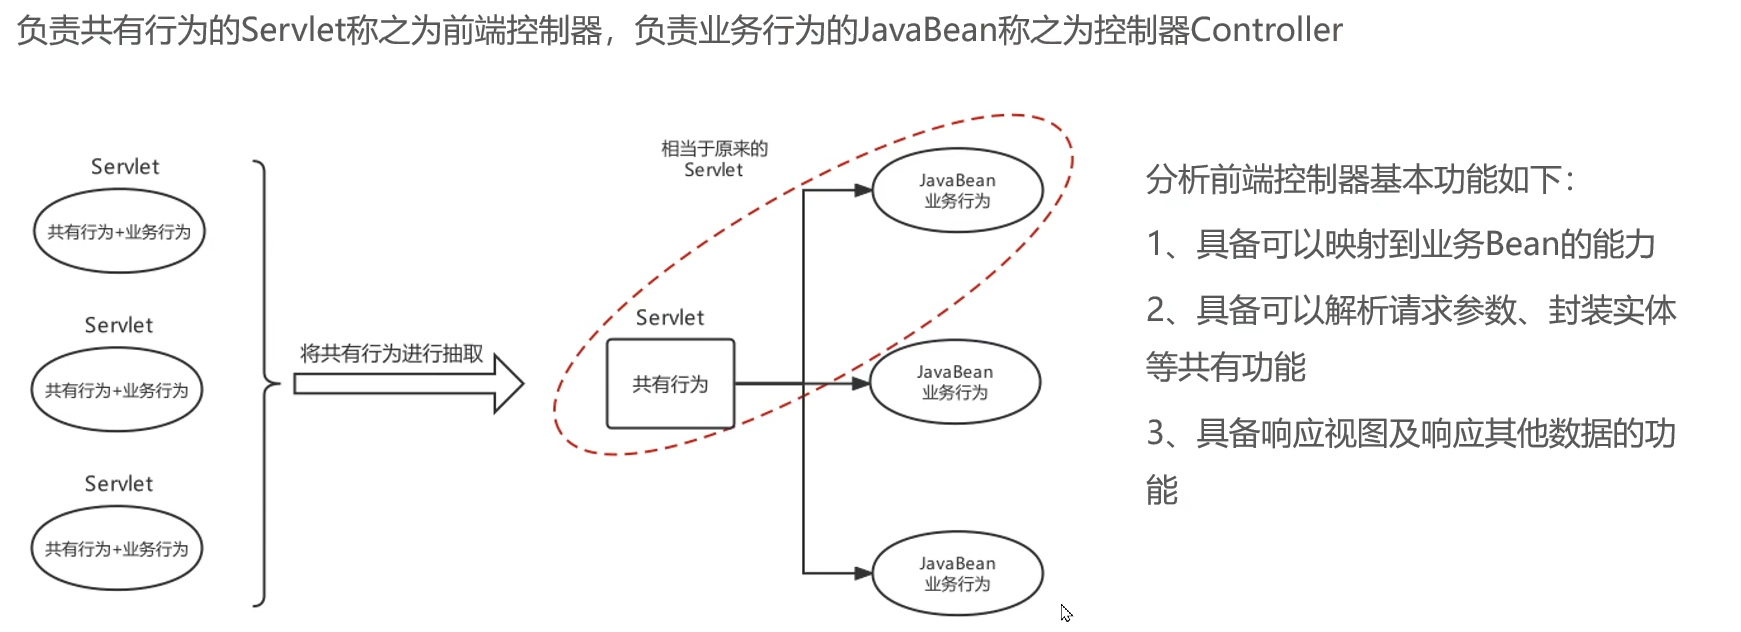 负责共有行为的Servlet称之为前端控制器，负责业务行为的JavaBean称之为控制器Controller
Servlet
共有行为+业务行为
Servlet
共有行为+业务行为
Servlet
共有行为+业务行为
将共有行为进行抽取
相当于原来的
Servlet
Servlet
共有行为
JavaBean
业务行为
JavaBean
业务行为
JavaBean
业务行为
分析前端控制器基本功能如下：
1、具备可以映射到业务Bean的能力
2、具备可以解析请求参数、封装实体
等共有功能
3、具备响应视图及响应其他数据的功
能